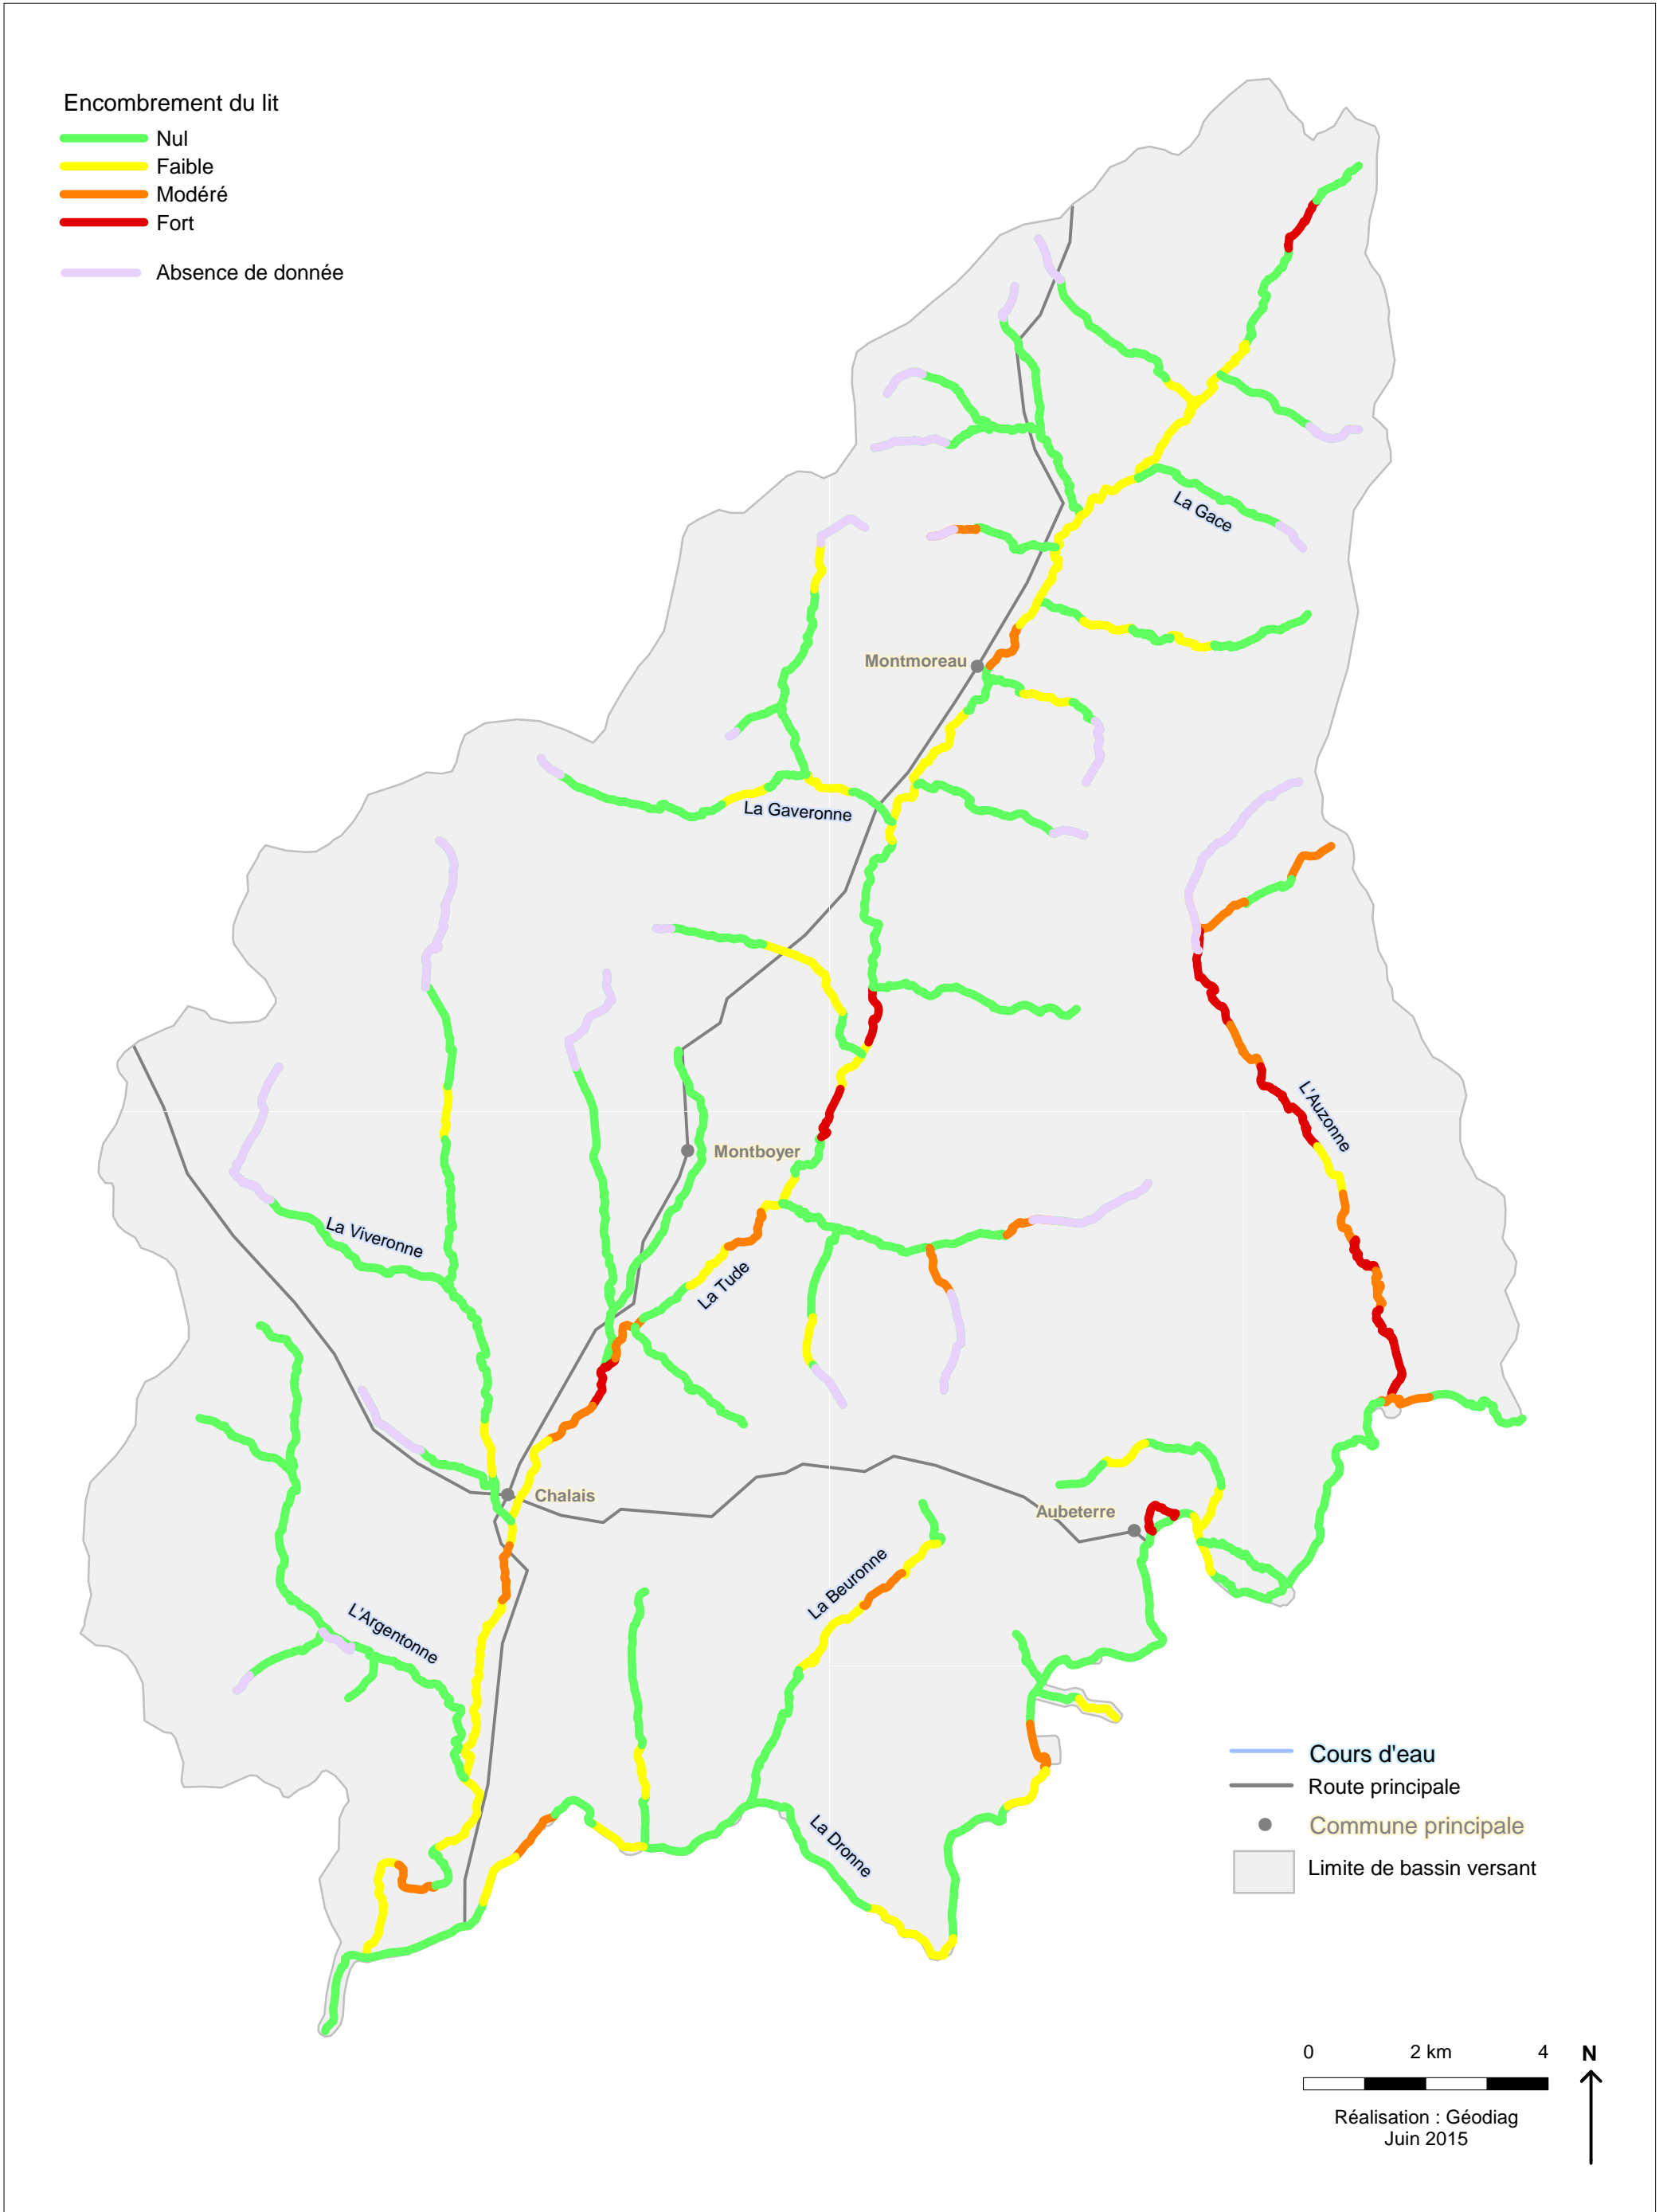 Encombrement du lit
Nul
Faible
Modéré
Fort
Absence de donnée
La Gace
Montmoreau
La Gaveronne
L'Auzonne
Montboyer
La Viveronne
La Tude
Chalais
Aubeterre
La Beuronne
L'Argentonne
La Dronne
Cours d'eau
Route principale
Commune principale
Limite de bassin versant
0 2 km 4
N
Réalisation : Géodiag
Juin 2015